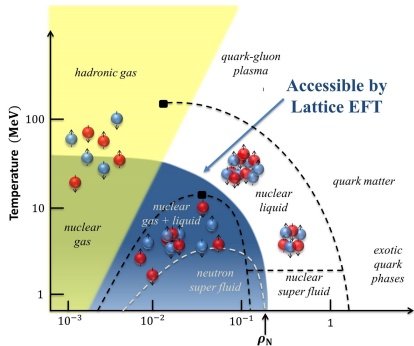 hadronic gas
quark-gluon
plasma
Accessible by
Lattice EFT
Temperature (MeV)
100
10
1
nuclear
gas + liquid
nuclear
liquid
quark matter
nuclear
gas
neutron
super fluid
nuclear
super fluid
exotic
quark
phases
10⁻³
10⁻²
10⁻¹
1
ρ_N